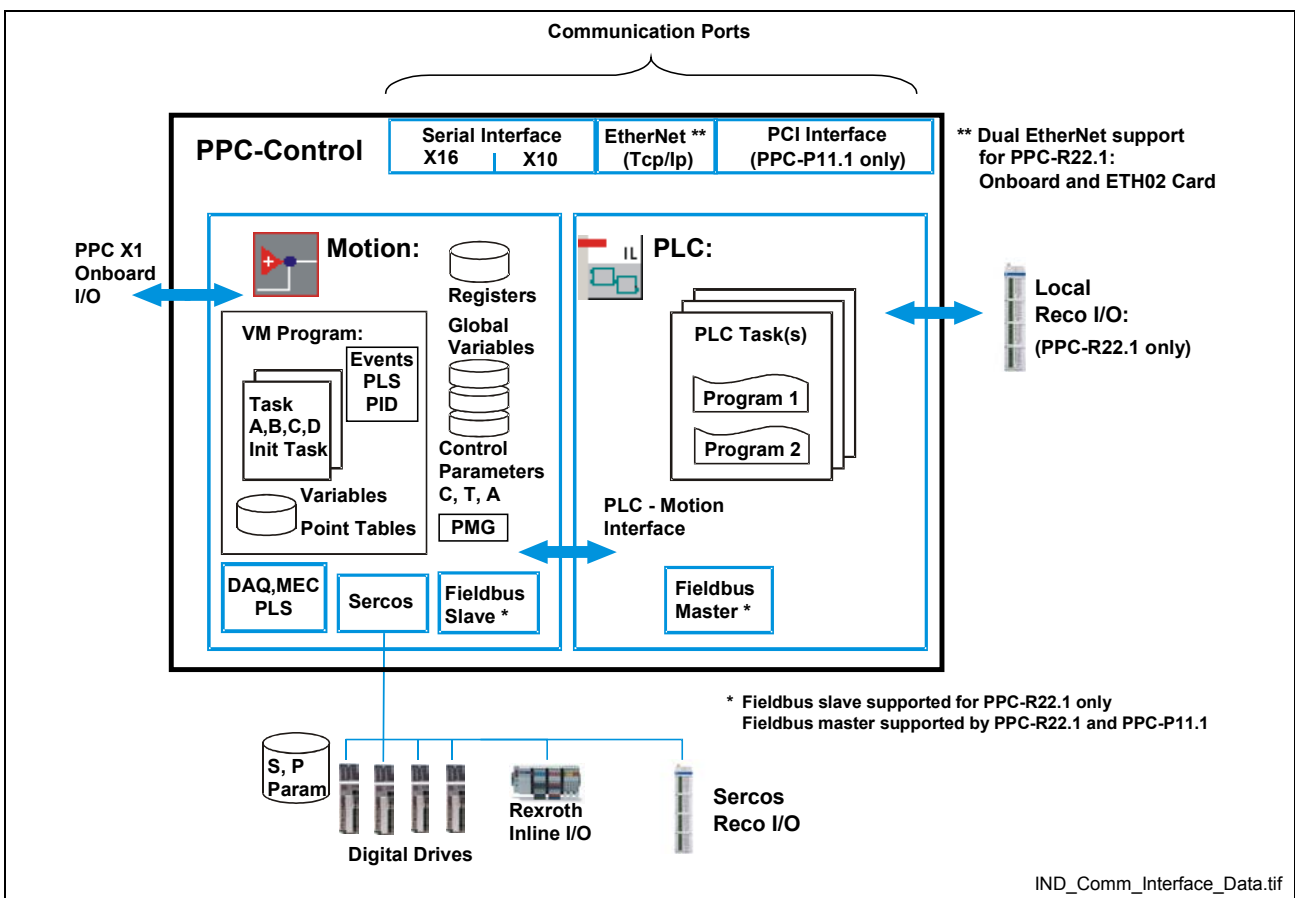 Communication Ports
PPC-Control
Serial Interface
X16 X10
EtherNet **
(Tcp/Ip)
PCI Interface
(PPC-P11.1 only)
** Dual EtherNet support
for PPC-R22.1:
Onboard and ETH02 Card
PPC X1
Onboard
I/O
Motion:
Registers
Global
Variables
Control
Parameters
C, T, A
PMG
VM Program:
Events
PLS
PID
Task
A,B,C,D
Init Task
Variables
Point Tables
DAQ,MEC
PLS
Sercos
Fieldbus
Slave *
IL
PLC:
PLC Task(s)
Program 1
Program 2
PLC - Motion
Interface
Fieldbus
Master *
Local
Reco I/O:
(PPC-R22.1 only)
* Fieldbus slave supported for PPC-R22.1 only
Fieldbus master supported by PPC-R22.1 and PPC-P11.1
S, P
Param
Digital Drives
Rexroth
Inline I/O
Sercos
Reco I/O
IND_Comm_Interface_Data.tif